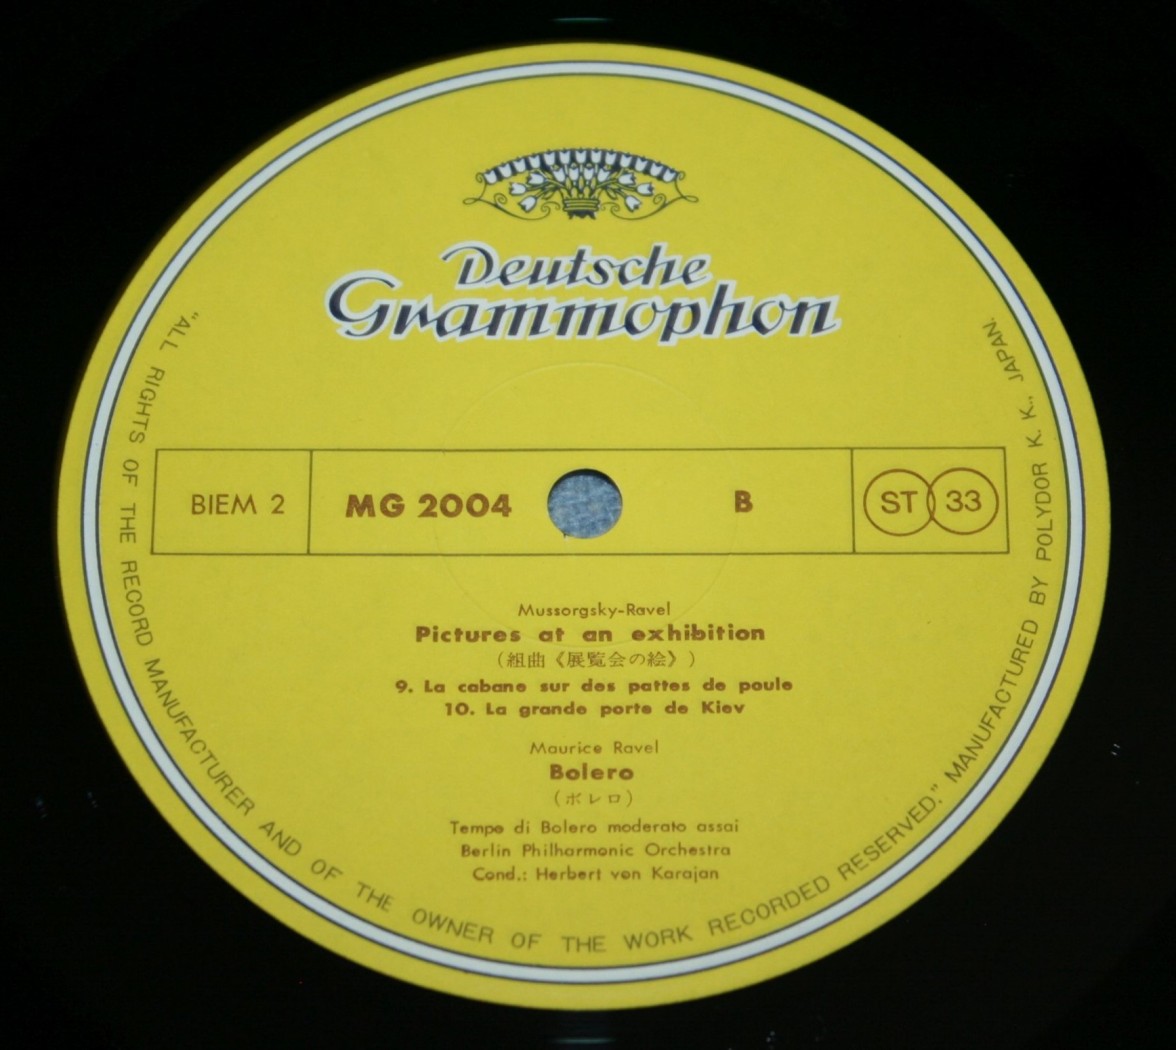 Deutsche
Grammophon
BIEM 2
MG 2004
B
ST 33
Mussorgsky-Ravel
Pictures at an exhibition
(組曲《展覧会の絵》)
9. La cabane sur des pattes de poule
10. La grande porte de Kiev
Maurice Ravel
Bolero
(ボレロ)
Tempo di Bolero moderato assai
Berlin Philharmonic Orchestra
Cond.: Herbert von Karajan
"ALL RIGHTS OF THE RECORD MANUFACTURER AND OF THE OWNER OF THE WORK RECORDED RESERVED." MANUFACTURED BY POLYDOR K. K., JAPAN.